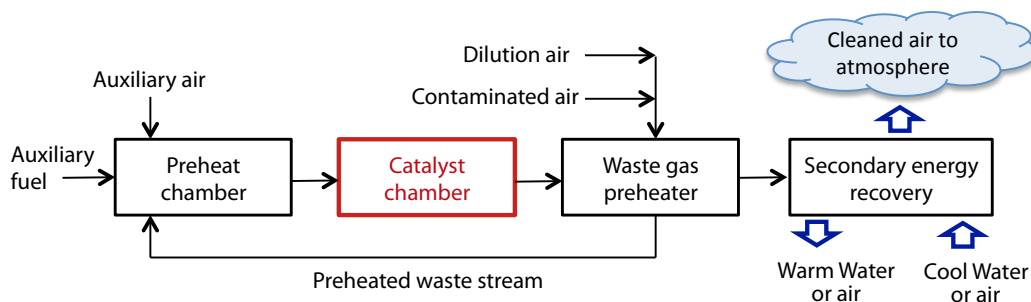 Dilution air
Cleaned air to
atmosphere
Auxiliary air
Contaminated air
Auxiliary
fuel
Preheat
chamber
Catalyst
chamber
Waste gas
preheater
Secondary energy
recovery
Preheated waste stream
Warm Water
or air
Cool Water
or air